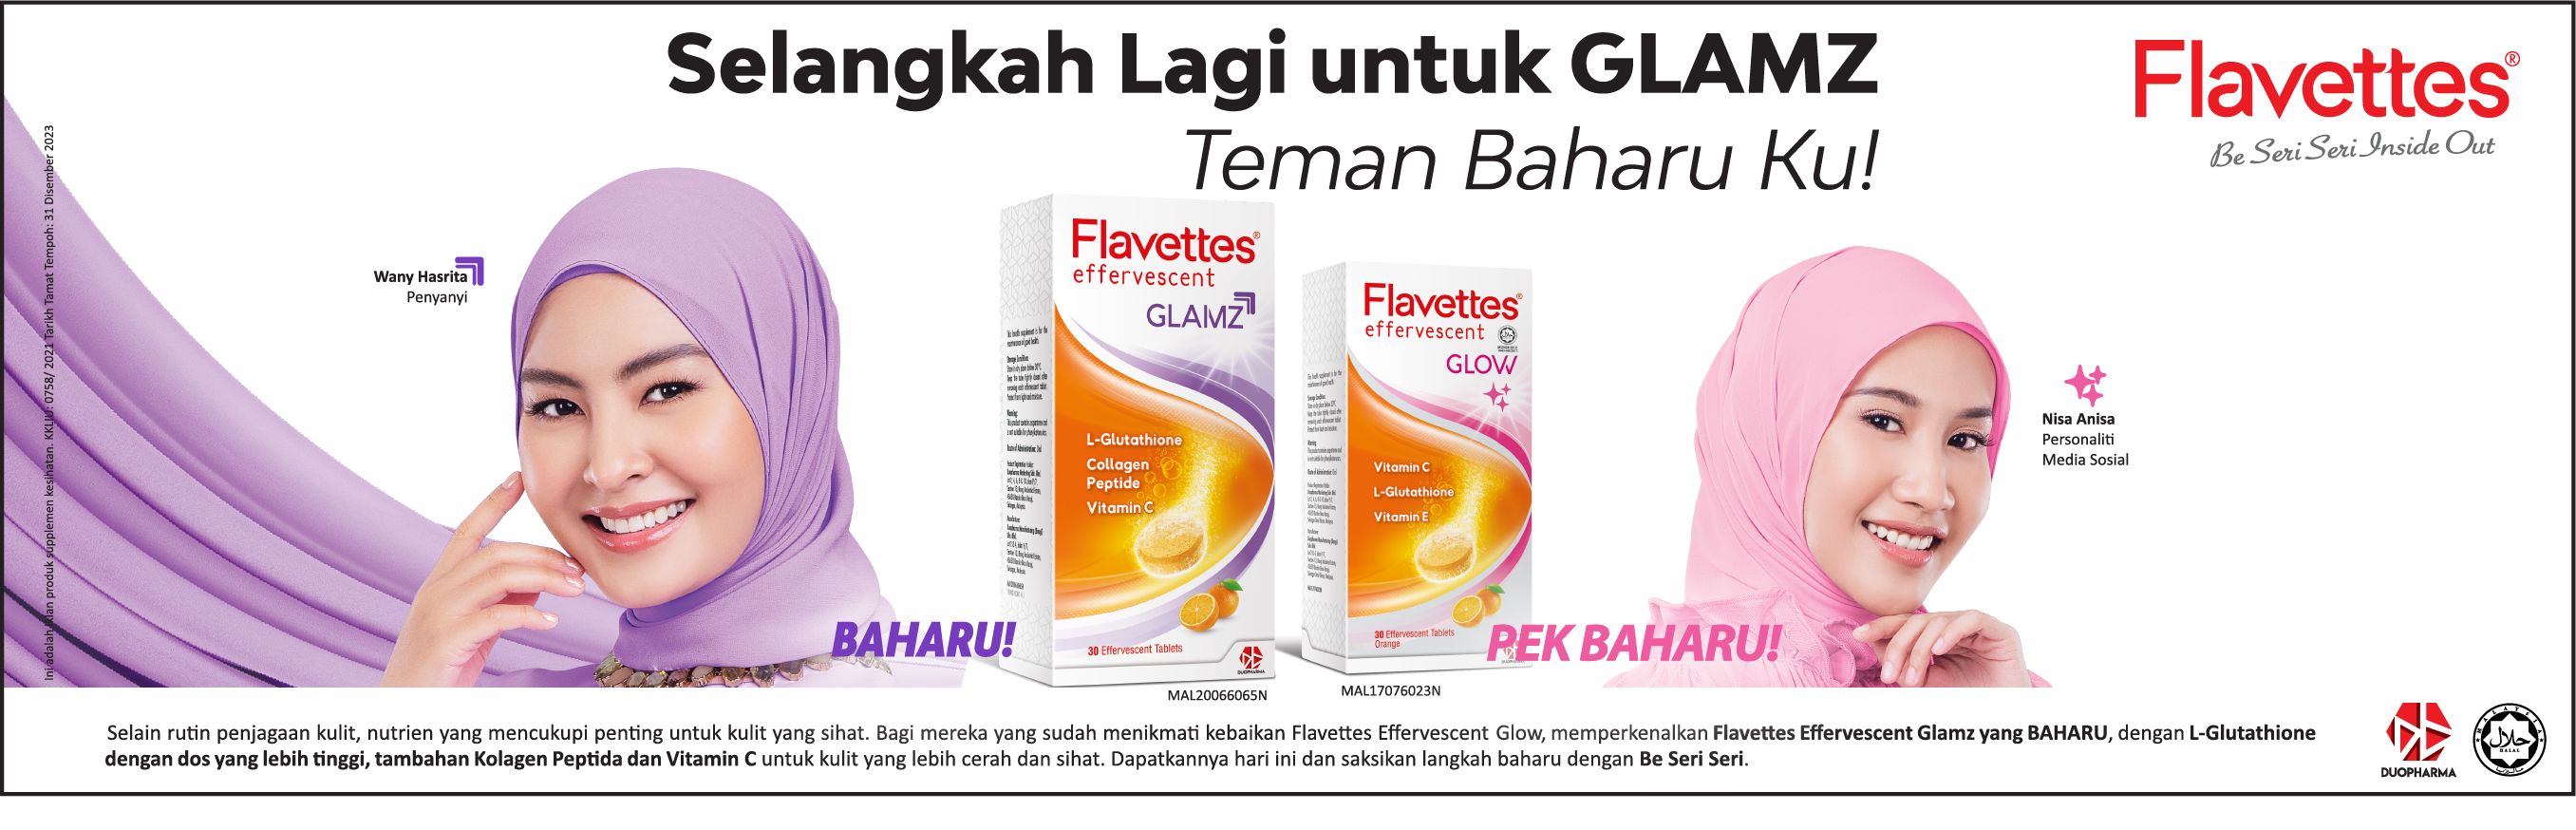 Selangkah Lagi untuk GLAMZ
Teman Baharu Ku!
Flavettes®
Be Seri Seri Inside Out
Ini adalah iklan produk supplemen kesihatan. KKLIU: 0758/ 2021 Tarikh Tamat Tempoh: 31 Disember 2023
Wany Hasrita
Penyanyi
Flavettes®
effervescent
GLAMZ
L-Glutathione
Collagen
Peptide
Vitamin C
30 Effervescent Tablets
DUOPHARMA
BAHARU!
MAL20066065N
Flavettes®
effervescent
GLOW
Vitamin C
L-Glutathione
Vitamin E
30 Effervescent Tablets
Orange
PEK BAHARU!
MAL17076023N
Nisa Anisa
Personaliti
Media Sosial
Selain rutin penjagaan kulit, nutrien yang mencukupi penting untuk kulit yang sihat. Bagi mereka yang sudah menikmati kebaikan Flavettes Effervescent Glow, memperkenalkan Flavettes Effervescent Glamz yang BAHARU, dengan L-Glutathione
dengan dos yang lebih tinggi, tambahan Kolagen Peptida dan Vitamin C untuk kulit yang lebih cerah dan sihat. Dapatkannya hari ini dan saksikan langkah baharu dengan Be Seri Seri.
DUOPHARMA
MALAYSIA
حلال
HALAL
ماليزيا